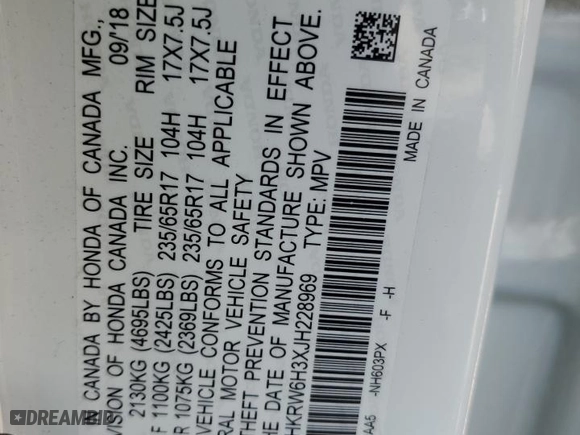 CANADA BY HONDA OF CANADA MFG.,
VISION OF HONDA CANADA INC. 09/'18
2130KG (4695LBS) TIRE SIZE RIM SIZE
F 1100KG (2425LBS) 235/65R17 104H 17X7.5J
R 1075KG (2369LBS) 235/65R17 104H 17X7.5J
VEHICLE CONFORMS TO ALL APPLICABLE
RAL MOTOR VEHICLE SAFETY
THEFT PREVENTION STANDARDS IN EFFECT
HE DATE OF MANUFACTURE SHOWN ABOVE.
HKRW6H3XJH228969 TYPE: MPV
AA5 -NH603PX -F -H
MADE IN CANADA
DREAMBID